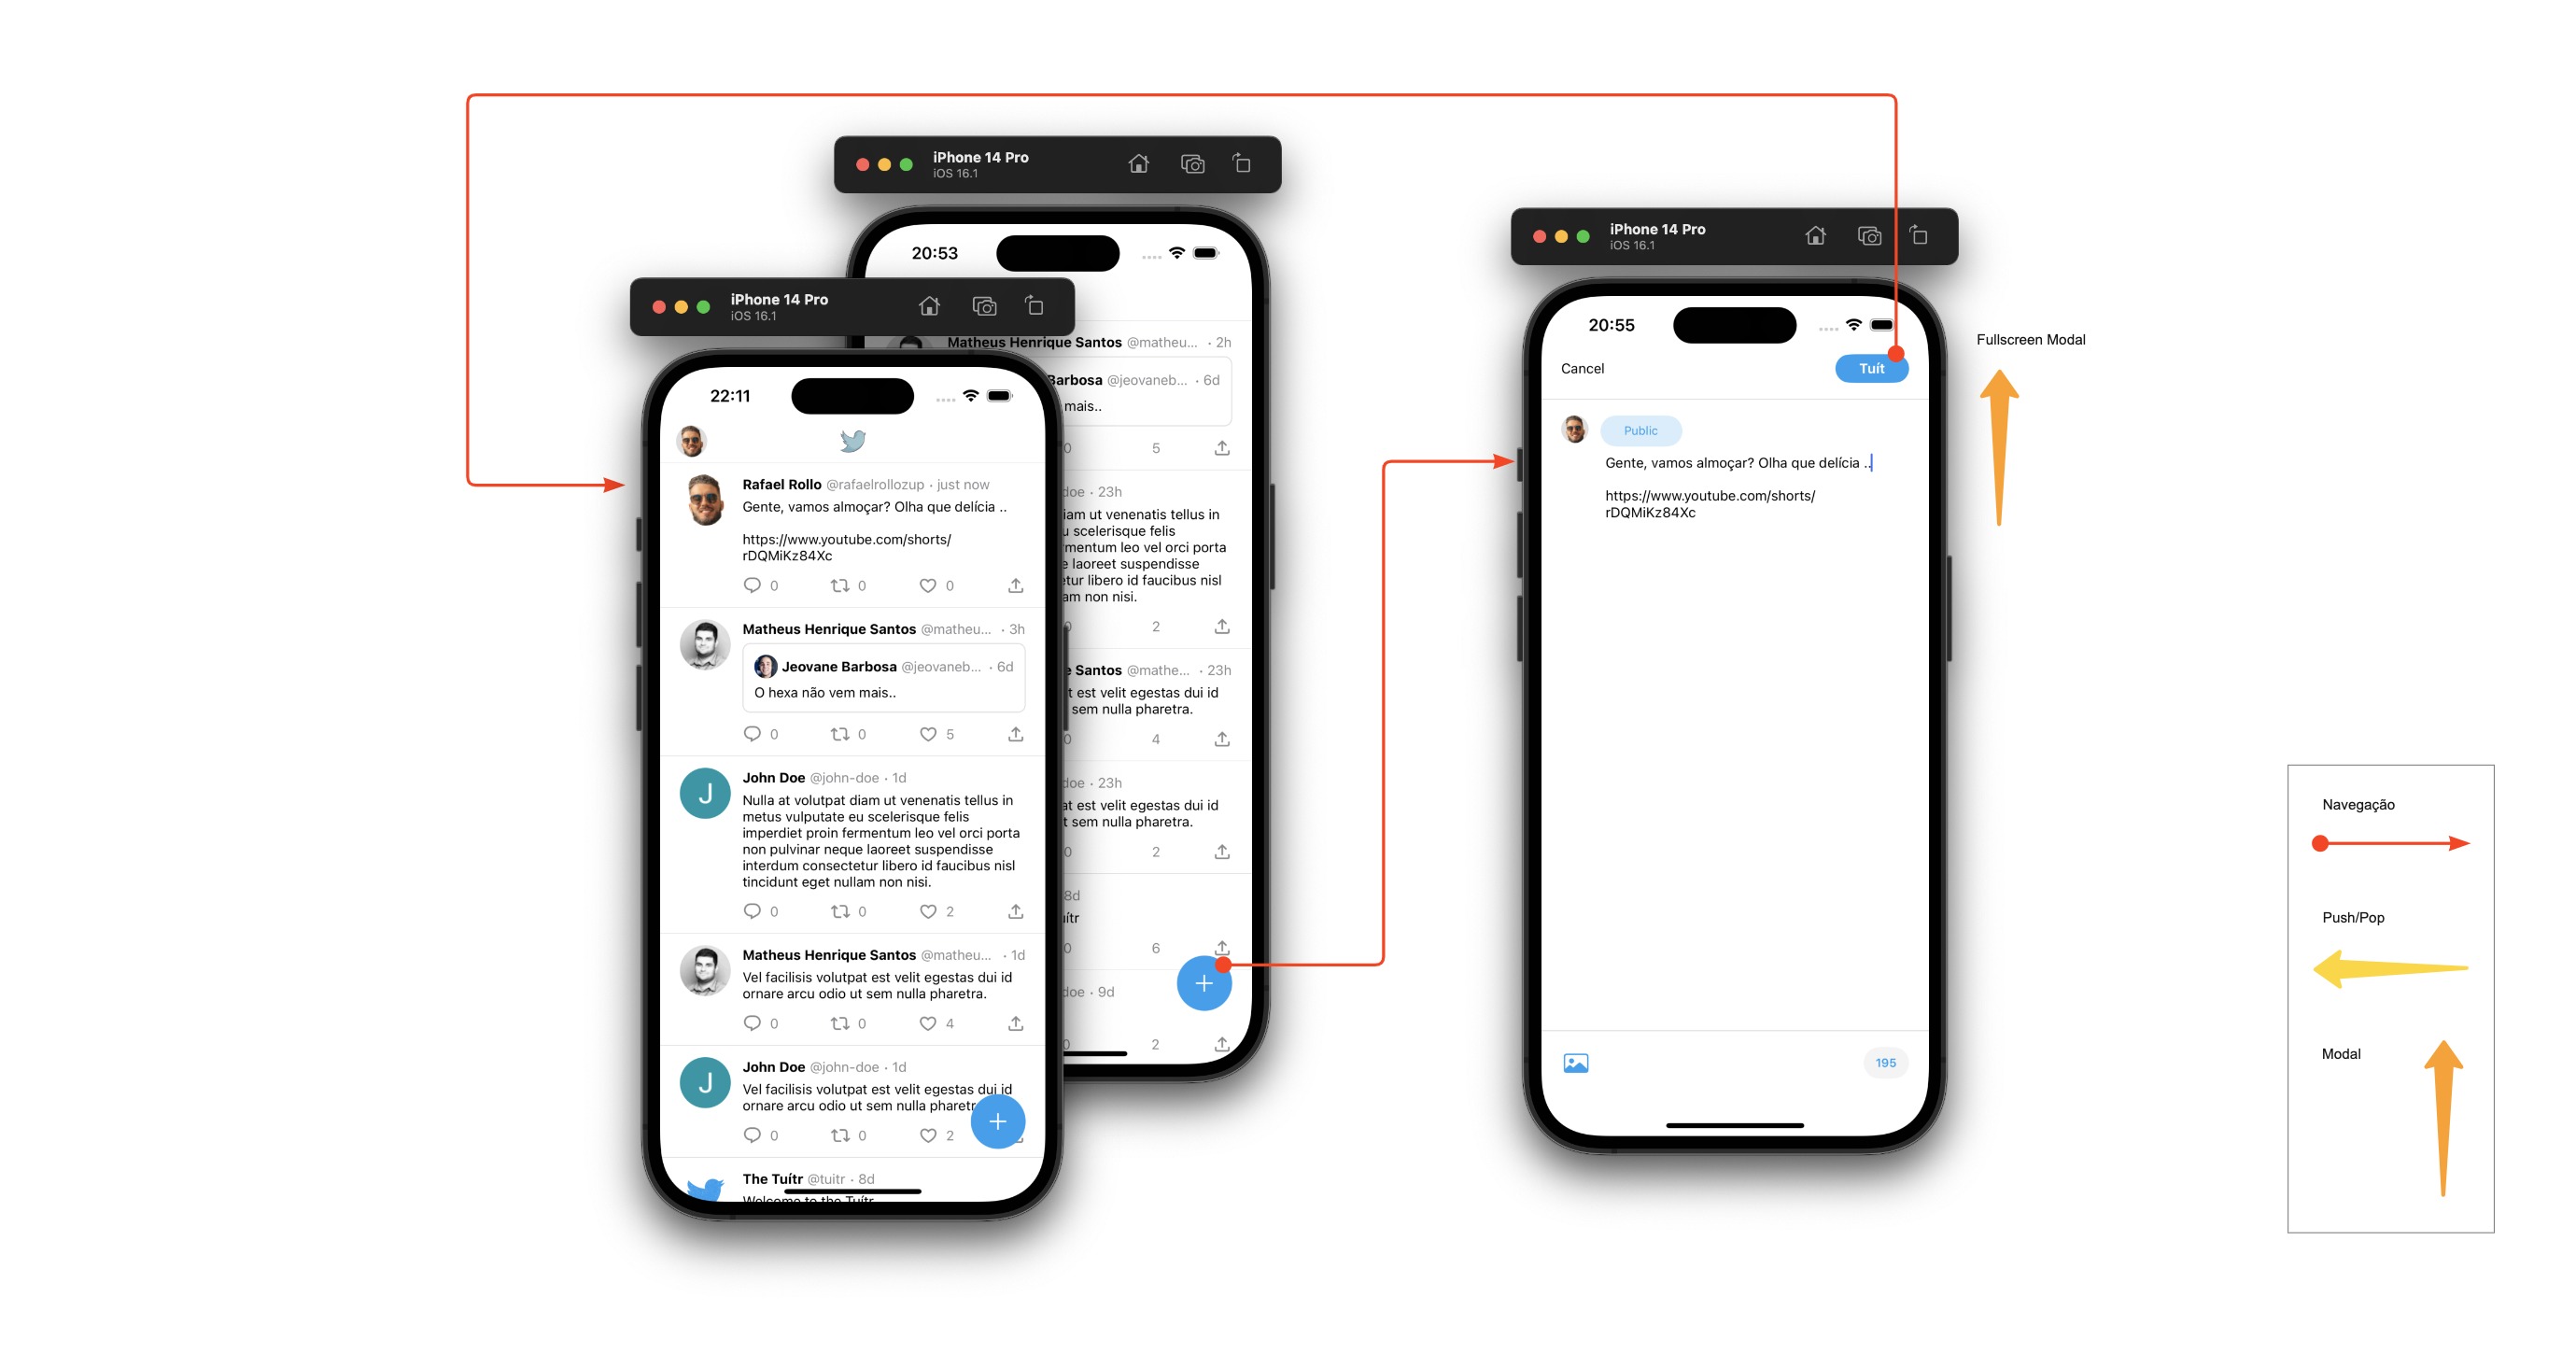 iPhone 14 Pro
iOS 16.1
20:53
Matheus Henrique Santos @matheu... · 2h
Barbosa @jeovaneb... · 6d
mais..
0 5
doe · 23h
iam ut venenatis tellus in
u scelerisque felis
rmentum leo vel orci porta
e laoreet suspendisse
etur libero id faucibus nisl
am non nisi.
0 2
e Santos @mathe... · 23h
t est velit egestas dui id
sem nulla pharetra.
0 4
doe · 23h
at est velit egestas dui id
t sem nulla pharetra.
0 2
8d
uítr
0 6
doe · 9d
0 2
iPhone 14 Pro
iOS 16.1
22:11
Rafael Rollo @rafaelrollozup · just now
Gente, vamos almoçar? Olha que delícia ..
https://www.youtube.com/shorts/
rDQMiKz84Xc
0 0 0
Matheus Henrique Santos @matheu... · 3h
Jeovane Barbosa @jeovaneb... · 6d
O hexa não vem mais..
0 0 5
J
John Doe @john-doe · 1d
Nulla at volutpat diam ut venenatis tellus in
metus vulputate eu scelerisque felis
imperdiet proin fermentum leo vel orci porta
non pulvinar neque laoreet suspendisse
interdum consectetur libero id faucibus nisl
tincidunt eget nullam non nisi.
0 0 2
Matheus Henrique Santos @matheu... · 1d
Vel facilisis volutpat est velit egestas dui id
ornare arcu odio ut sem nulla pharetra.
0 0 4
J
John Doe @john-doe · 1d
Vel facilisis volutpat est velit egestas dui id
ornare arcu odio ut sem nulla pharetr
0 0 2
The Tuítr @tuitr · 8d
Welcome to the Tuítr
iPhone 14 Pro
iOS 16.1
20:55
Cancel
Tuít
Public
Gente, vamos almoçar? Olha que delícia ..
https://www.youtube.com/shorts/
rDQMiKz84Xc
195
Fullscreen Modal
Navegação
Push/Pop
Modal